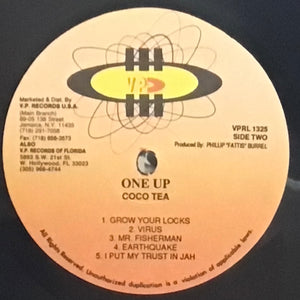 VP
Marketed & Dist. By
V.P. RECORDS U.S.A.
(Main Branch)
89-05 138 Street
Jamaica, N.Y. 11435
(718) 291-7058
Fax: (718) 658-3573
ALSO
VP RECORDS OF FLORIDA
5893 S.W. 21st St.
W. Hollywood, FL 33023
(305) 966-4744
VPRL 1325
SIDE TWO
Produced By: PHILLIP "FATTIS" BURREL
ONE UP
COCO TEA
1. GROW YOUR LOCKS
2. VIRUS
3. MR. FISHERMAN
4. EARTHQUAKE
5. I PUT MY TRUST IN JAH
All rights reserved. Unauthorized duplication is a violation of applicable laws.